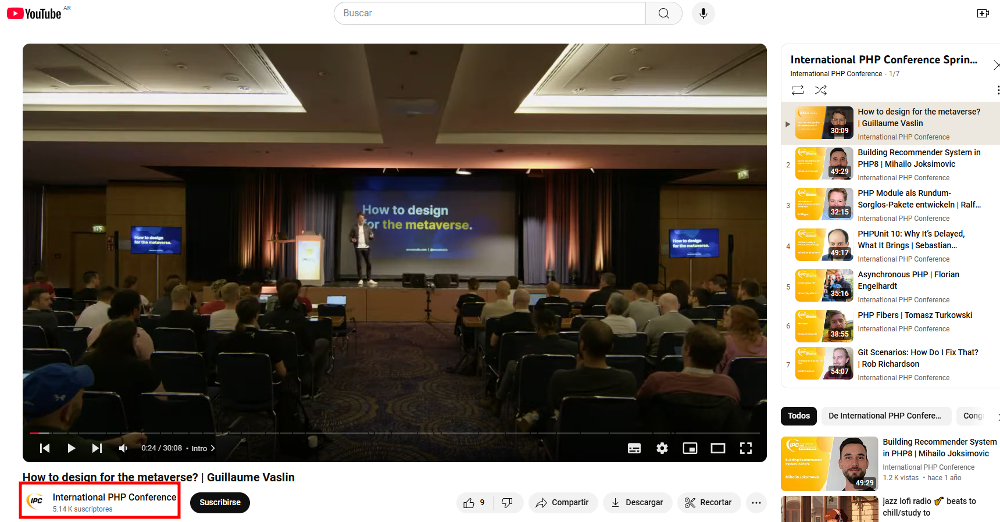 YouTube AR
Buscar
How to design
for the metaverse.
How to design
for the metaverse.
How to design
for the metaverse.
0:24 / 30:08 • Intro
How to design for the metaverse? | Guillaume Vaslin
IPC
International PHP Conference
5.14 K suscriptores
Suscribirse
9
Compartir
Descargar
Recortar
International PHP Conference Sprin...
International PHP Conference - 1/7
30:09
How to design for the metaverse?
| Guillaume Vaslin
International PHP Conference
2
49:29
Building Recommender System in
PHP8 | Mihailo Joksimovic
International PHP Conference
3
32:15
PHP Module als Rundum-
Sorglos-Pakete entwickeln | Ralf...
International PHP Conference
4
49:17
PHPUnit 10: Why It’s Delayed,
What It Brings | Sebastian...
International PHP Conference
5
35:16
Asynchronous PHP | Florian
Engelhardt
International PHP Conference
6
38:55
PHP Fibers | Tomasz Turkowski
International PHP Conference
7
54:07
Git Scenarios: How Do I Fix That?
| Rob Richardson
International PHP Conference
Todos
De International PHP Confere...
Cong
IPC
Building Recommender
System in PHP8
Mihailo Joksimovic
49:29
Building Recommender System
in PHP8 | Mihailo Joksimovic
International PHP Conference
1.2 K vistas • hace 1 año
jazz lofi radio 🎷 beats to
chill/study to